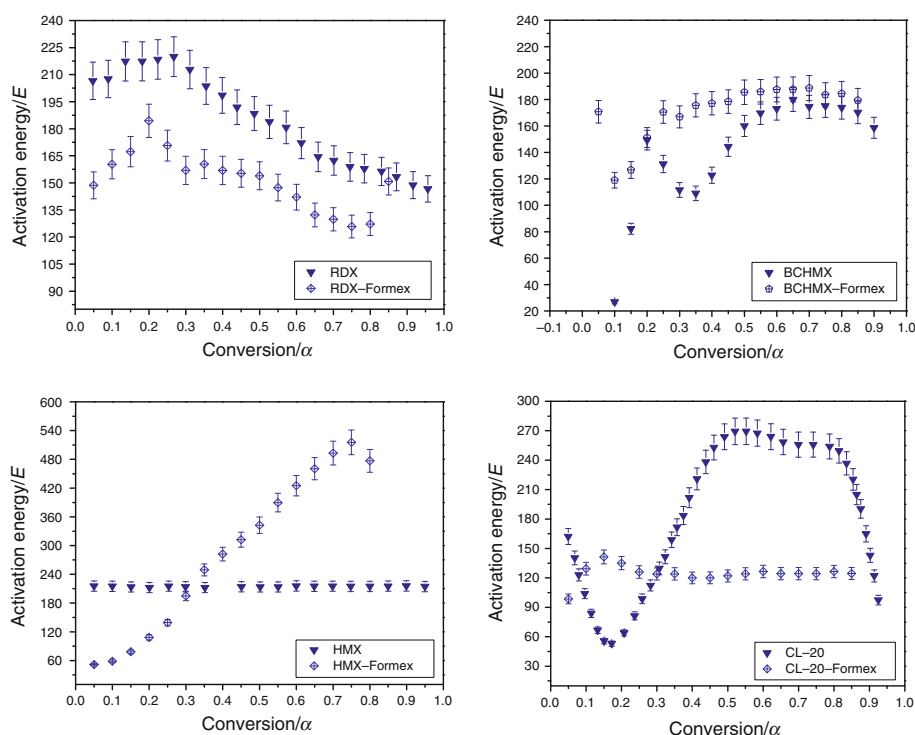 240
225
210
195
180
165
150
135
120
105
90
Activation energy/E
RDX
RDX–Formex
0.0 0.1 0.2 0.3 0.4 0.5 0.6 0.7 0.8 0.9 1.0
Conversion/α
240
220
200
180
160
140
120
100
80
60
40
20
Activation energy/E
BCHMX
BCHMX–Formex
–0.1 0.0 0.1 0.2 0.3 0.4 0.5 0.6 0.7 0.8 0.9 1.0
Conversion/α
600
540
480
420
360
300
240
180
120
60
Activation energy/E
HMX
HMX–Formex
0.0 0.1 0.2 0.3 0.4 0.5 0.6 0.7 0.8 0.9 1.0
Conversion/α
300
270
240
210
180
150
120
90
60
30
Activation energy/E
CL–20
CL–20–Formex
0.0 0.1 0.2 0.3 0.4 0.5 0.6 0.7 0.8 0.9 1.0
Conversion/α